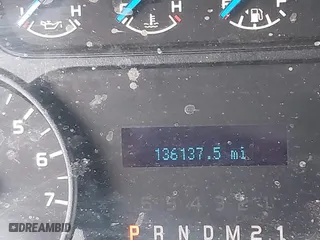 H C H E F
5
6
7
136137.5 mi
P R N D M 2 1
DREAMBID